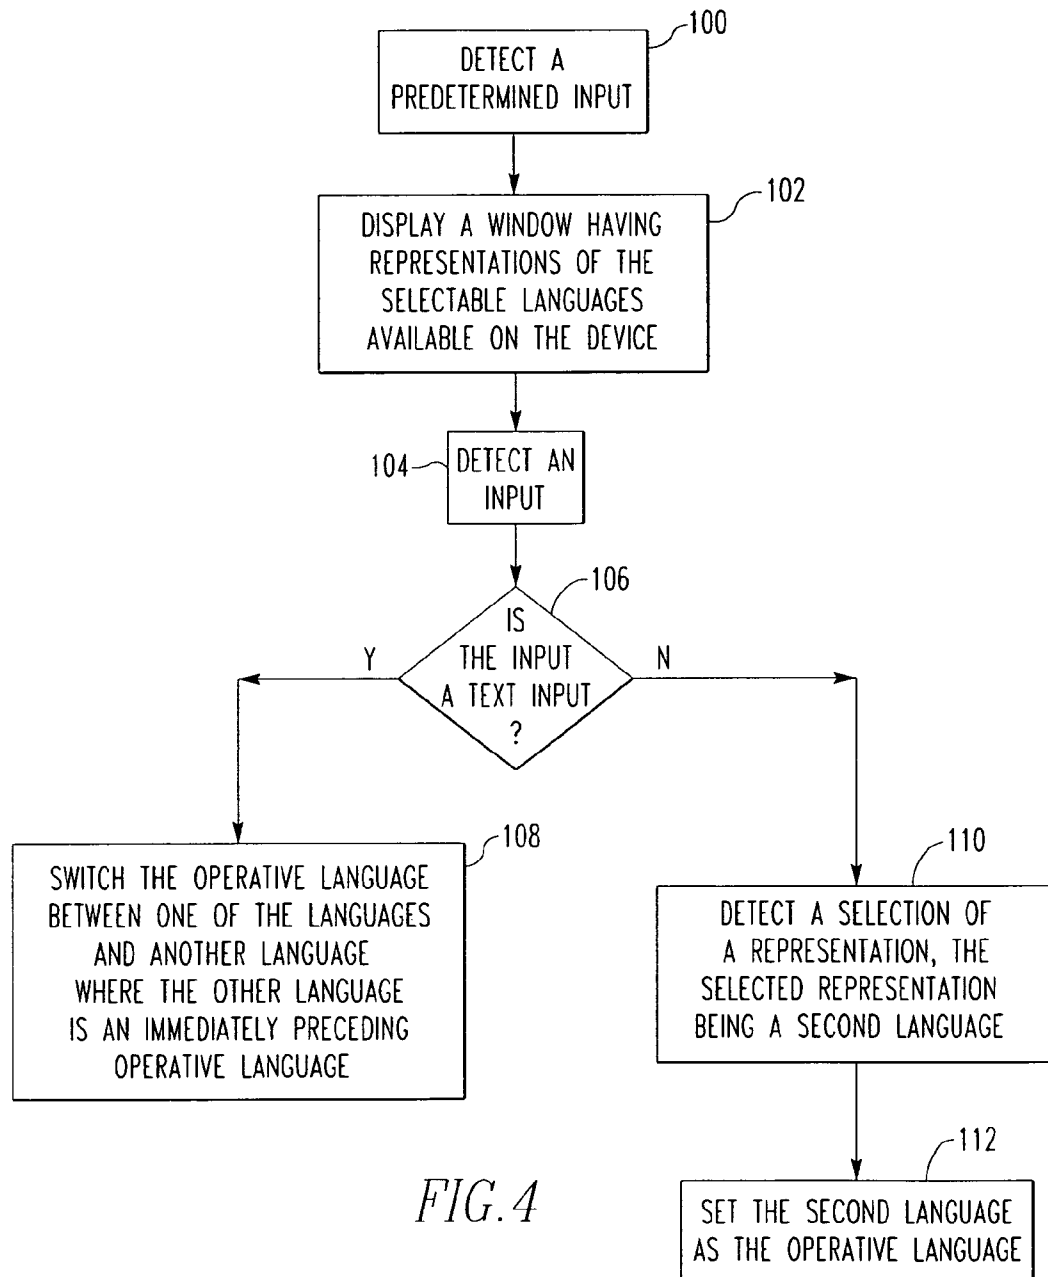 100
DETECT A
PREDETERMINED INPUT
102
DISPLAY A WINDOW HAVING
REPRESENTATIONS OF THE
SELECTABLE LANGUAGES
AVAILABLE ON THE DEVICE
104
DETECT AN
INPUT
106
IS
THE INPUT
A TEXT INPUT
?
Y
N
108
SWITCH THE OPERATIVE LANGUAGE
BETWEEN ONE OF THE LANGUAGES
AND ANOTHER LANGUAGE
WHERE THE OTHER LANGUAGE
IS AN IMMEDIATELY PRECEDING
OPERATIVE LANGUAGE
110
DETECT A SELECTION OF
A REPRESENTATION, THE
SELECTED REPRESENTATION
BEING A SECOND LANGUAGE
112
SET THE SECOND LANGUAGE
AS THE OPERATIVE LANGUAGE
FIG.4